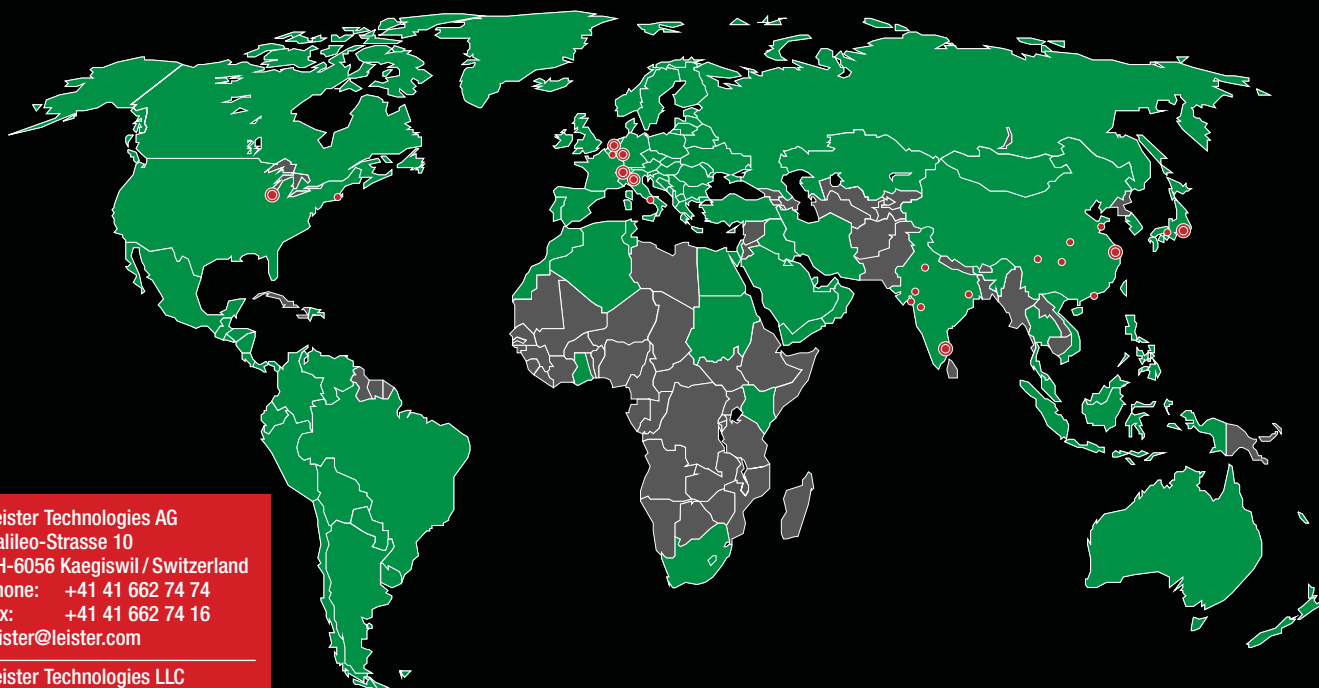 eister Technologies AG
alileo-Strasse 10
H-6056 Kaegiswil / Switzerland
hone: +41 41 662 74 74
x: +41 41 662 74 16
ister@leister.com
eister Technologies LLC